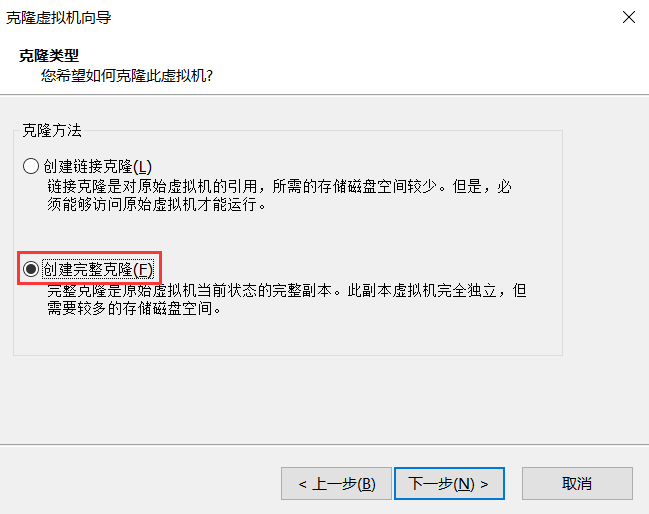 克隆虚拟机向导
克隆类型
您希望如何克隆此虚拟机?
克隆方法
创建链接克隆(L)
链接克隆是对原始虚拟机的引用，所需的存储磁盘空间较少。但是，必
须能够访问原始虚拟机才能运行。
创建完整克隆(F)
完整克隆是原始虚拟机当前状态的完整副本。此副本虚拟机完全独立，但
需要较多的存储磁盘空间。
< 上一步(B) 下一步(N) > 取消